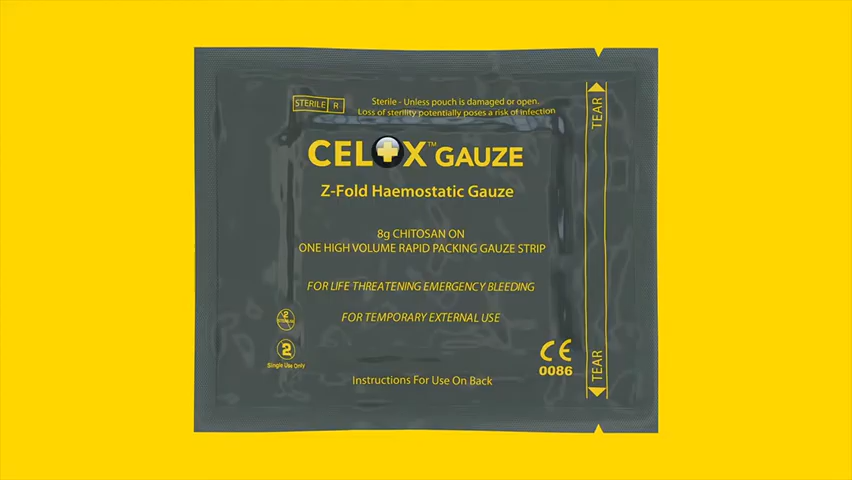 STERILE R
Sterile - Unless pouch is damaged or open.
Loss of sterility potentially poses a risk of infection
TEAR
CELOX™ GAUZE
Z-Fold Haemostatic Gauze
8g CHITOSAN ON
ONE HIGH VOLUME RAPID PACKING GAUZE STRIP
FOR LIFE THREATENING EMERGENCY BLEEDING
FOR TEMPORARY EXTERNAL USE
2
2
Single Use Only
CE
0086
TEAR
Instructions For Use On Back